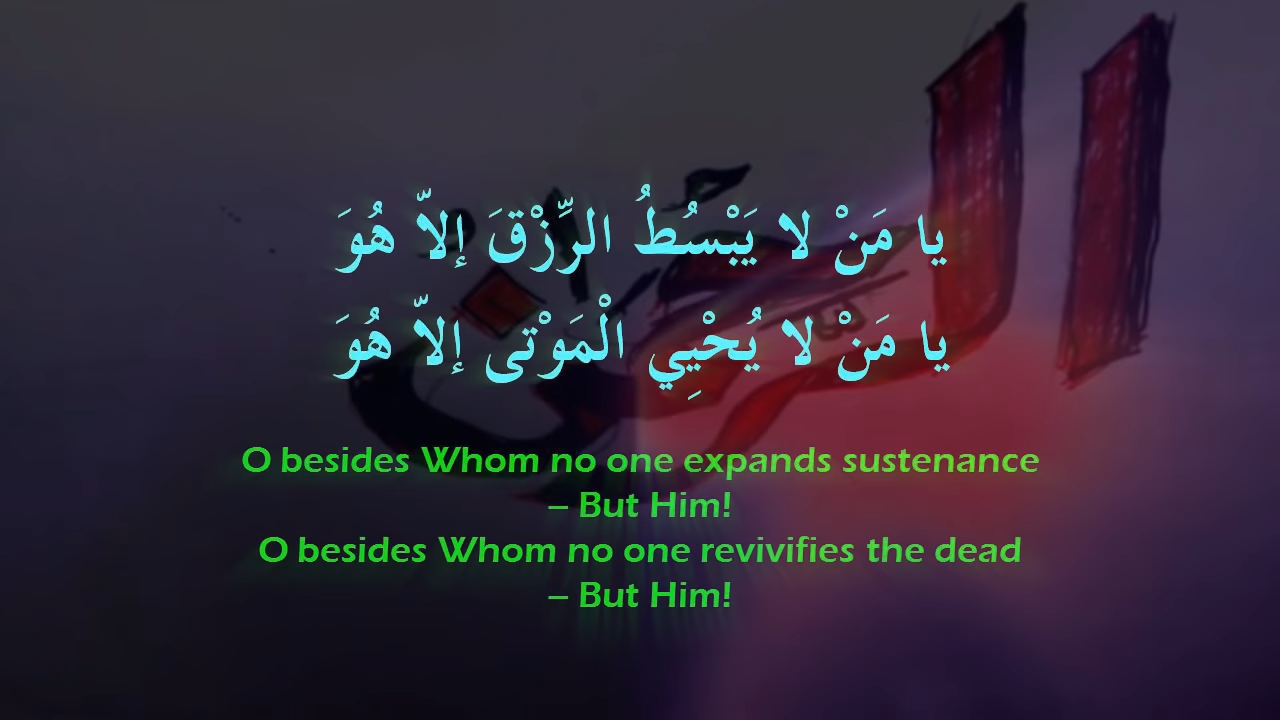 يا مَنْ لا يَبْسُطُ الرِّزْقَ إلاّ هُوَ
يا مَنْ لا يُحْيِي الْمَوْتى إلاّ هُوَ
O besides Whom no one expands sustenance
– But Him!
O besides Whom no one revivifies the dead
– But Him!